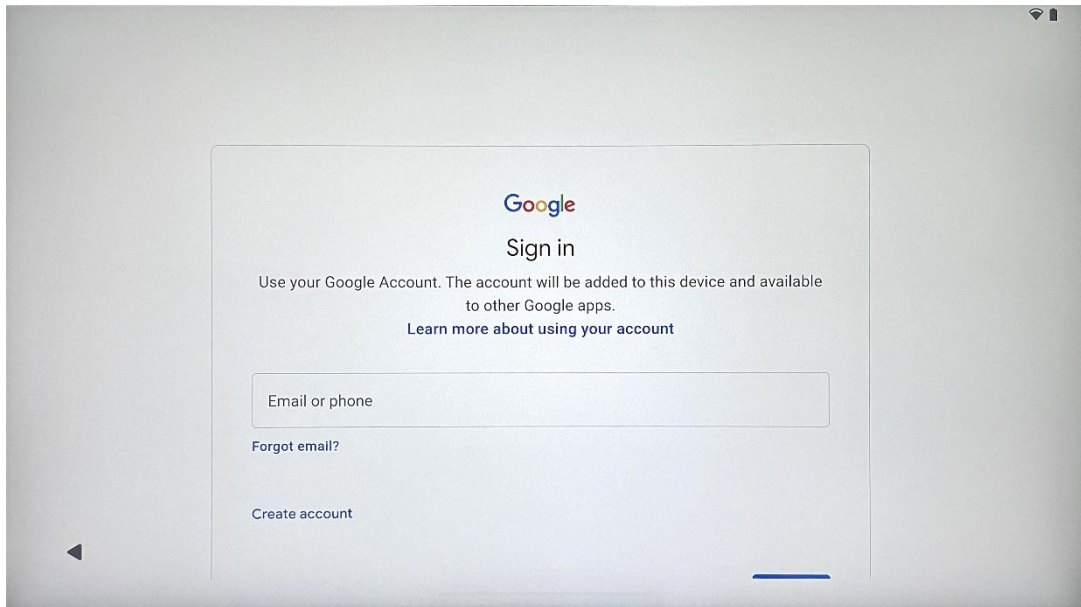 Google
Sign in
Use your Google Account. The account will be added to this device and available
to other Google apps.
Learn more about using your account
Email or phone
Forgot email?
Create account